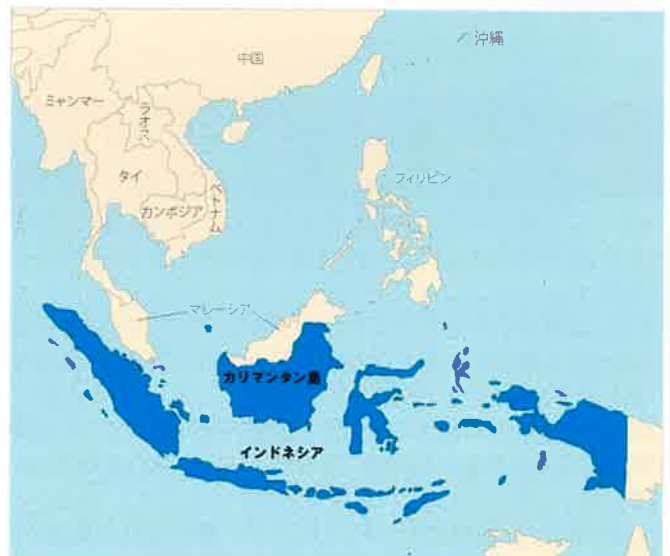 沖縄
中国
ミャンマー
ラオス
タイ
フィリピン
ベトナム
カンボジア
マレーシア
カリマンタン島
インドネシア